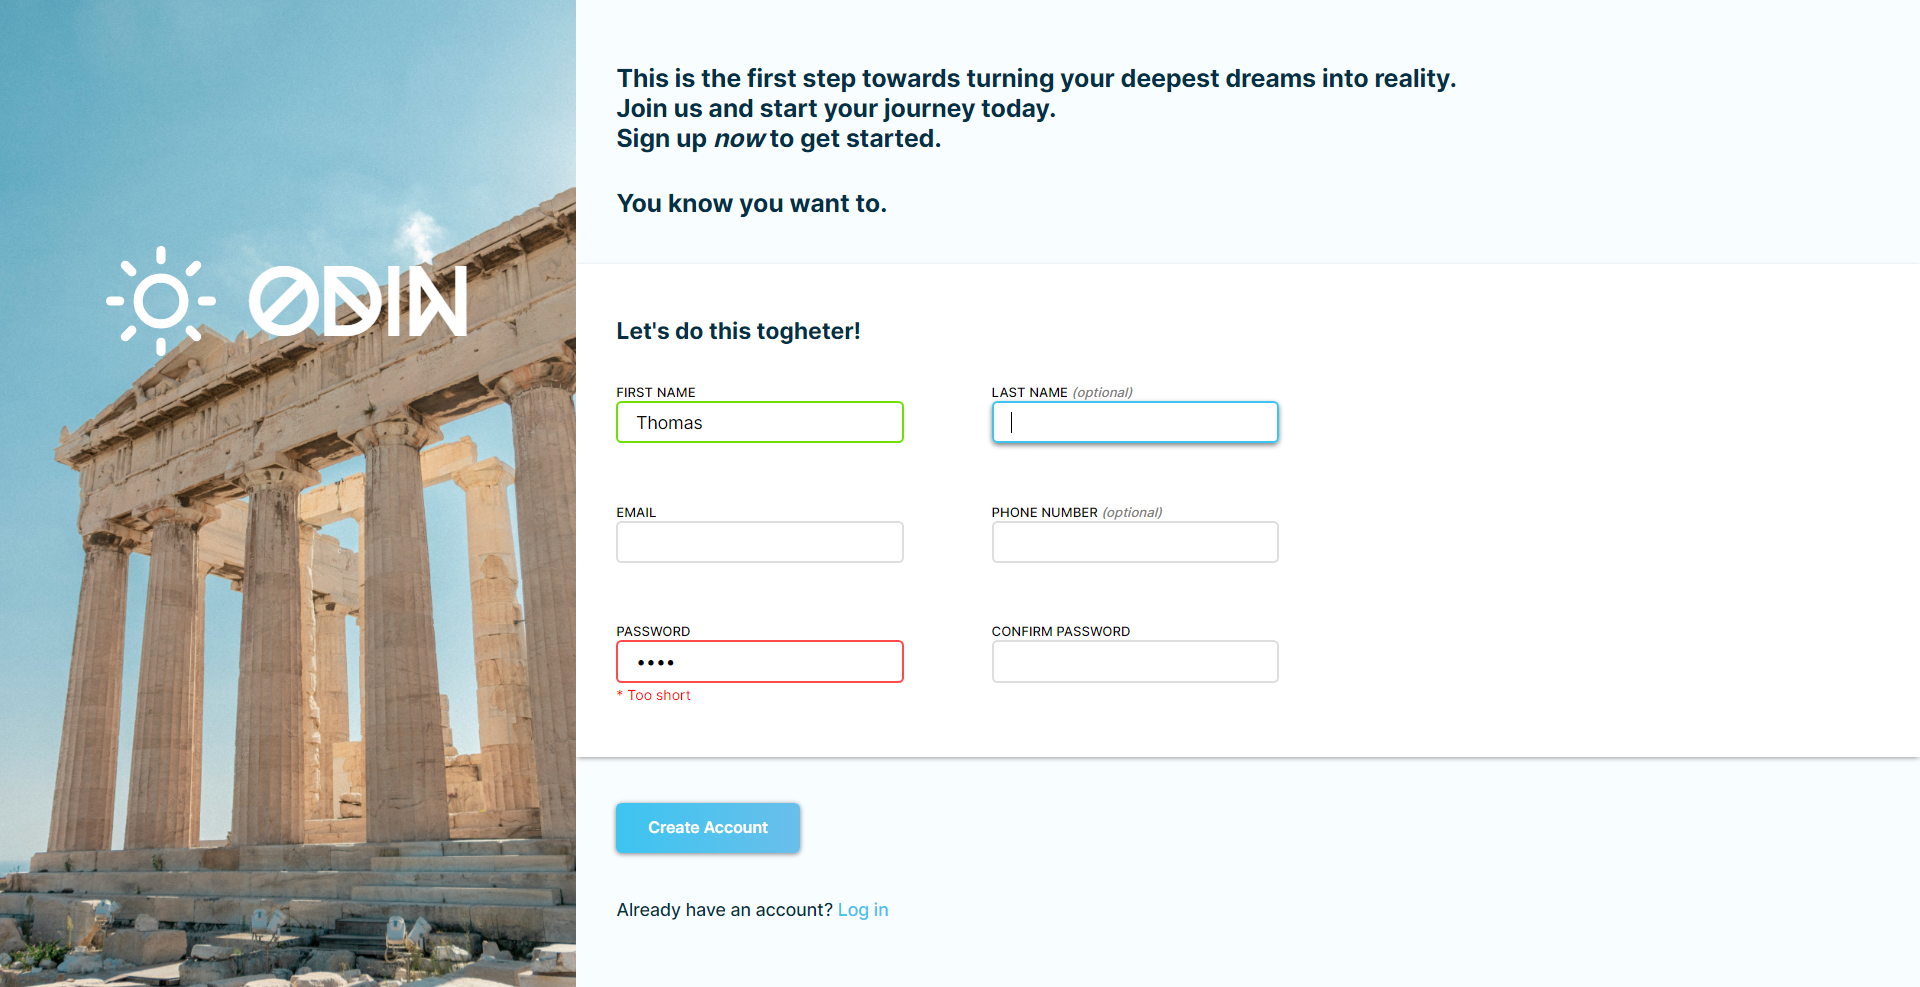 ODIN
This is the first step towards turning your deepest dreams into reality.
Join us and start your journey today.
Sign up now to get started.
You know you want to.
Let's do this togheter!
FIRST NAME
Thomas
LAST NAME (optional)
EMAIL
PHONE NUMBER (optional)
PASSWORD
••••
* Too short
CONFIRM PASSWORD
Create Account
Already have an account? Log in